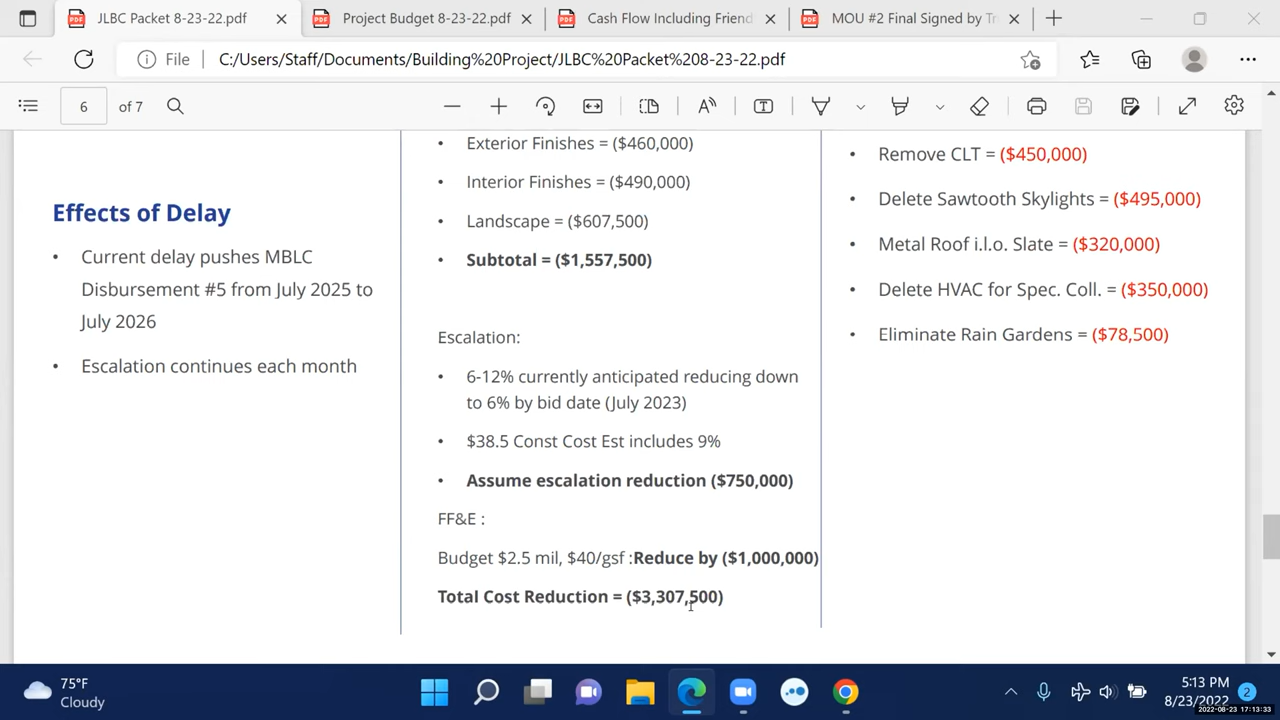 JLBC Packet 8-23-22.pdf
Project Budget 8-23-22.pdf
Cash Flow Including Friend
MOU #2 Final Signed by Tr
File
C:/Users/Staff/Documents/Building%20Project/JLBC%20Packet%208-23-22.pdf
6 of 7
Effects of Delay
• Current delay pushes MBLC
Disbursement #5 from July 2025 to
July 2026
• Escalation continues each month
• Exterior Finishes = ($460,000)
• Interior Finishes = ($490,000)
• Landscape = ($607,500)
• Subtotal = ($1,557,500)
Escalation:
• 6-12% currently anticipated reducing down
to 6% by bid date (July 2023)
• $38.5 Const Cost Est includes 9%
• Assume escalation reduction ($750,000)
FF&E :
Budget $2.5 mil, $40/gsf :Reduce by ($1,000,000)
Total Cost Reduction = ($3,307,500)
• Remove CLT = ($450,000)
• Delete Sawtooth Skylights = ($495,000)
• Metal Roof i.l.o. Slate = ($320,000)
• Delete HVAC for Spec. Coll. = ($350,000)
• Eliminate Rain Gardens = ($78,500)
75°F
Cloudy
5:13 PM
8/23/2022
2
2022-08-23 17:13:33